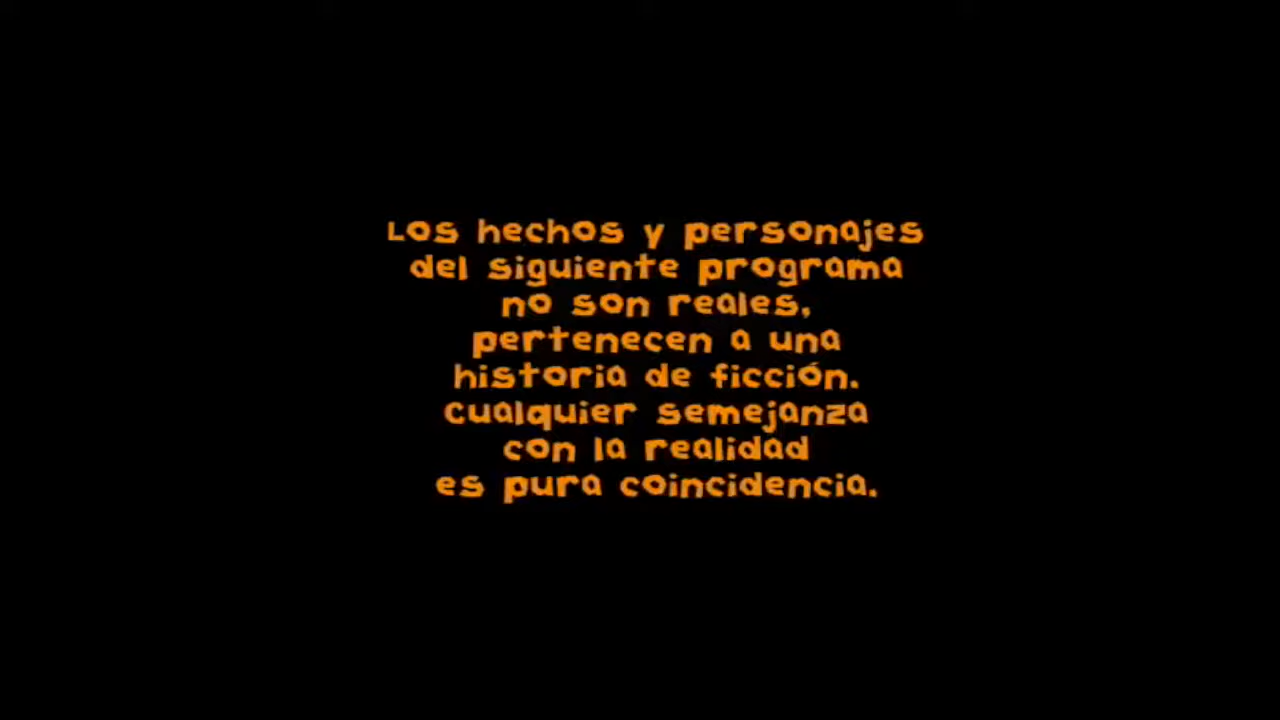 Los hechos y personajes
del siguiente programa
no son reales,
pertenecen a una
historia de ficción.
cualquier semejanza
con la realidad
es pura coincidencia.